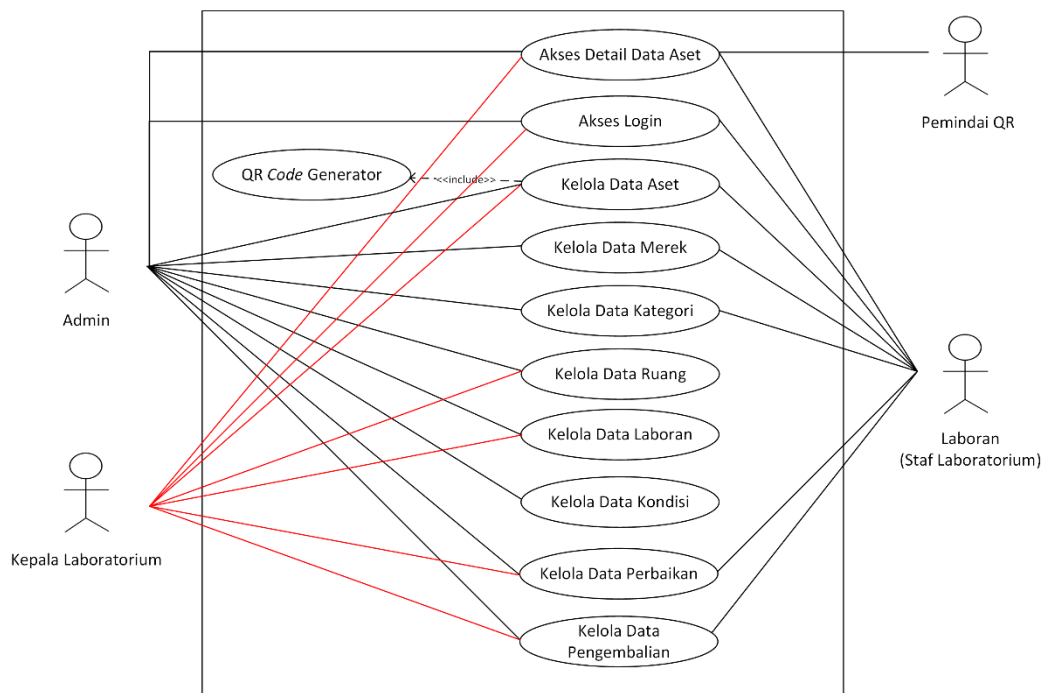 Akses Detail Data Aset
Pemindai QR
Akses Login
QR Code Generator
<<include>>
Kelola Data Aset
Kelola Data Merek
Admin
Kelola Data Kategori
Kelola Data Ruang
Kelola Data Laboran
Laboran
(Staf Laboratorium)
Kelola Data Kondisi
Kepala Laboratorium
Kelola Data Perbaikan
Kelola Data
Pengembalian